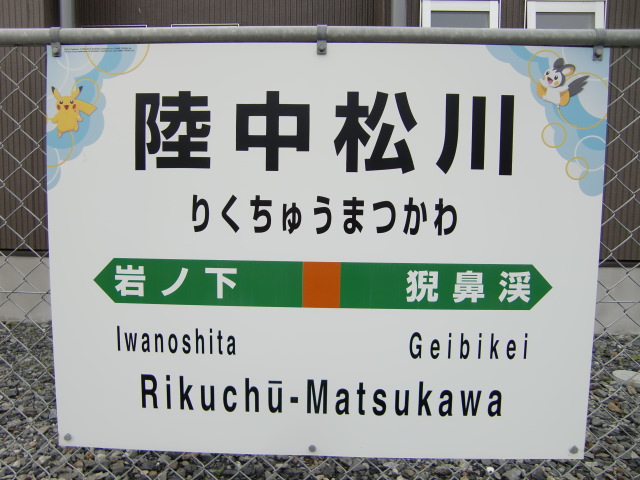 陸中松川
りくちゅうまつかわ
岩ノ下 猊鼻渓
Iwanoshita Geibikei
Rikuchū-Matsukawa